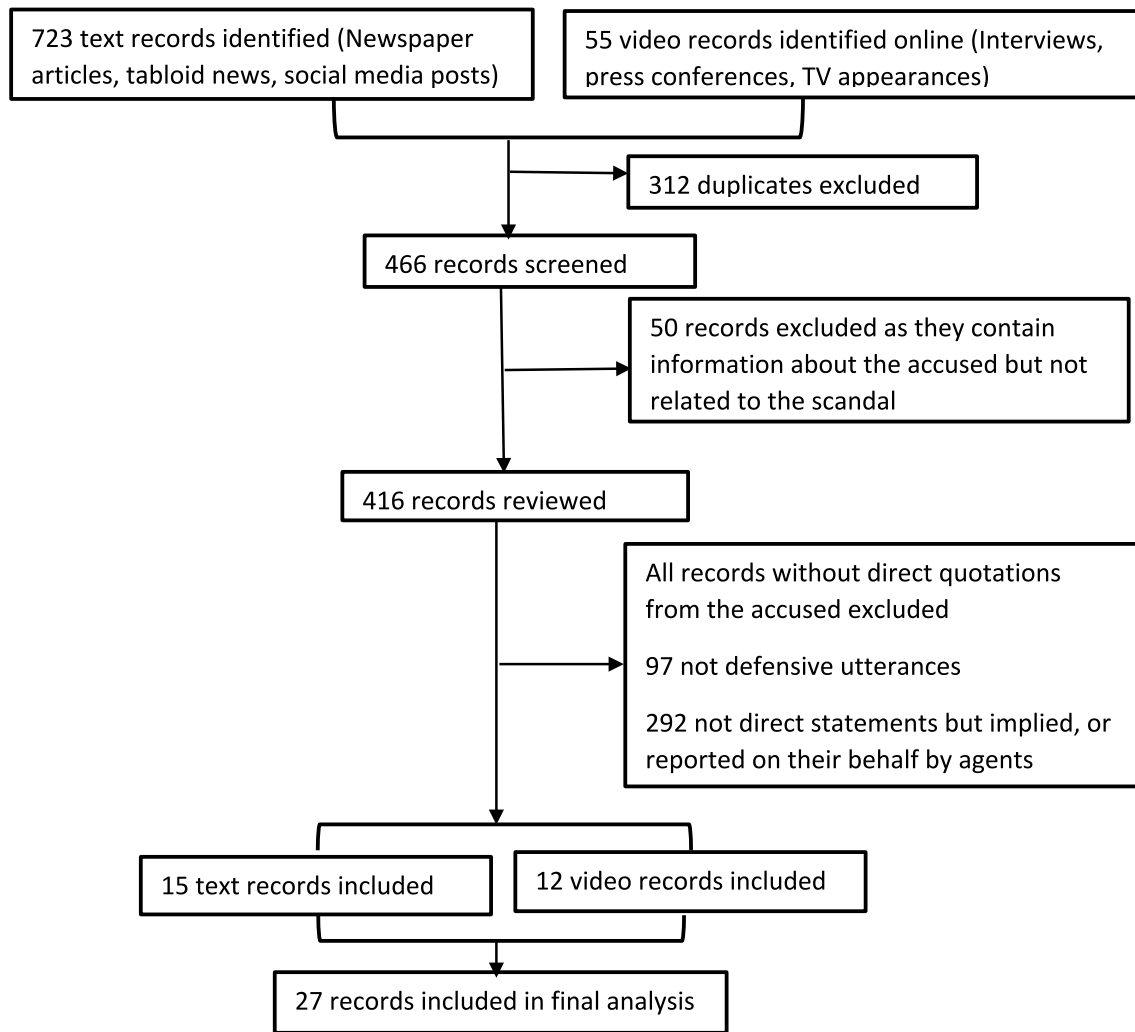 723 text records identified (Newspaper
articles, tabloid news, social media posts)
55 video records identified online (Interviews,
press conferences, TV appearances)
312 duplicates excluded
466 records screened
50 records excluded as they contain
information about the accused but not
related to the scandal
416 records reviewed
All records without direct quotations
from the accused excluded
97 not defensive utterances
292 not direct statements but implied, or
reported on their behalf by agents
15 text records included
12 video records included
27 records included in final analysis